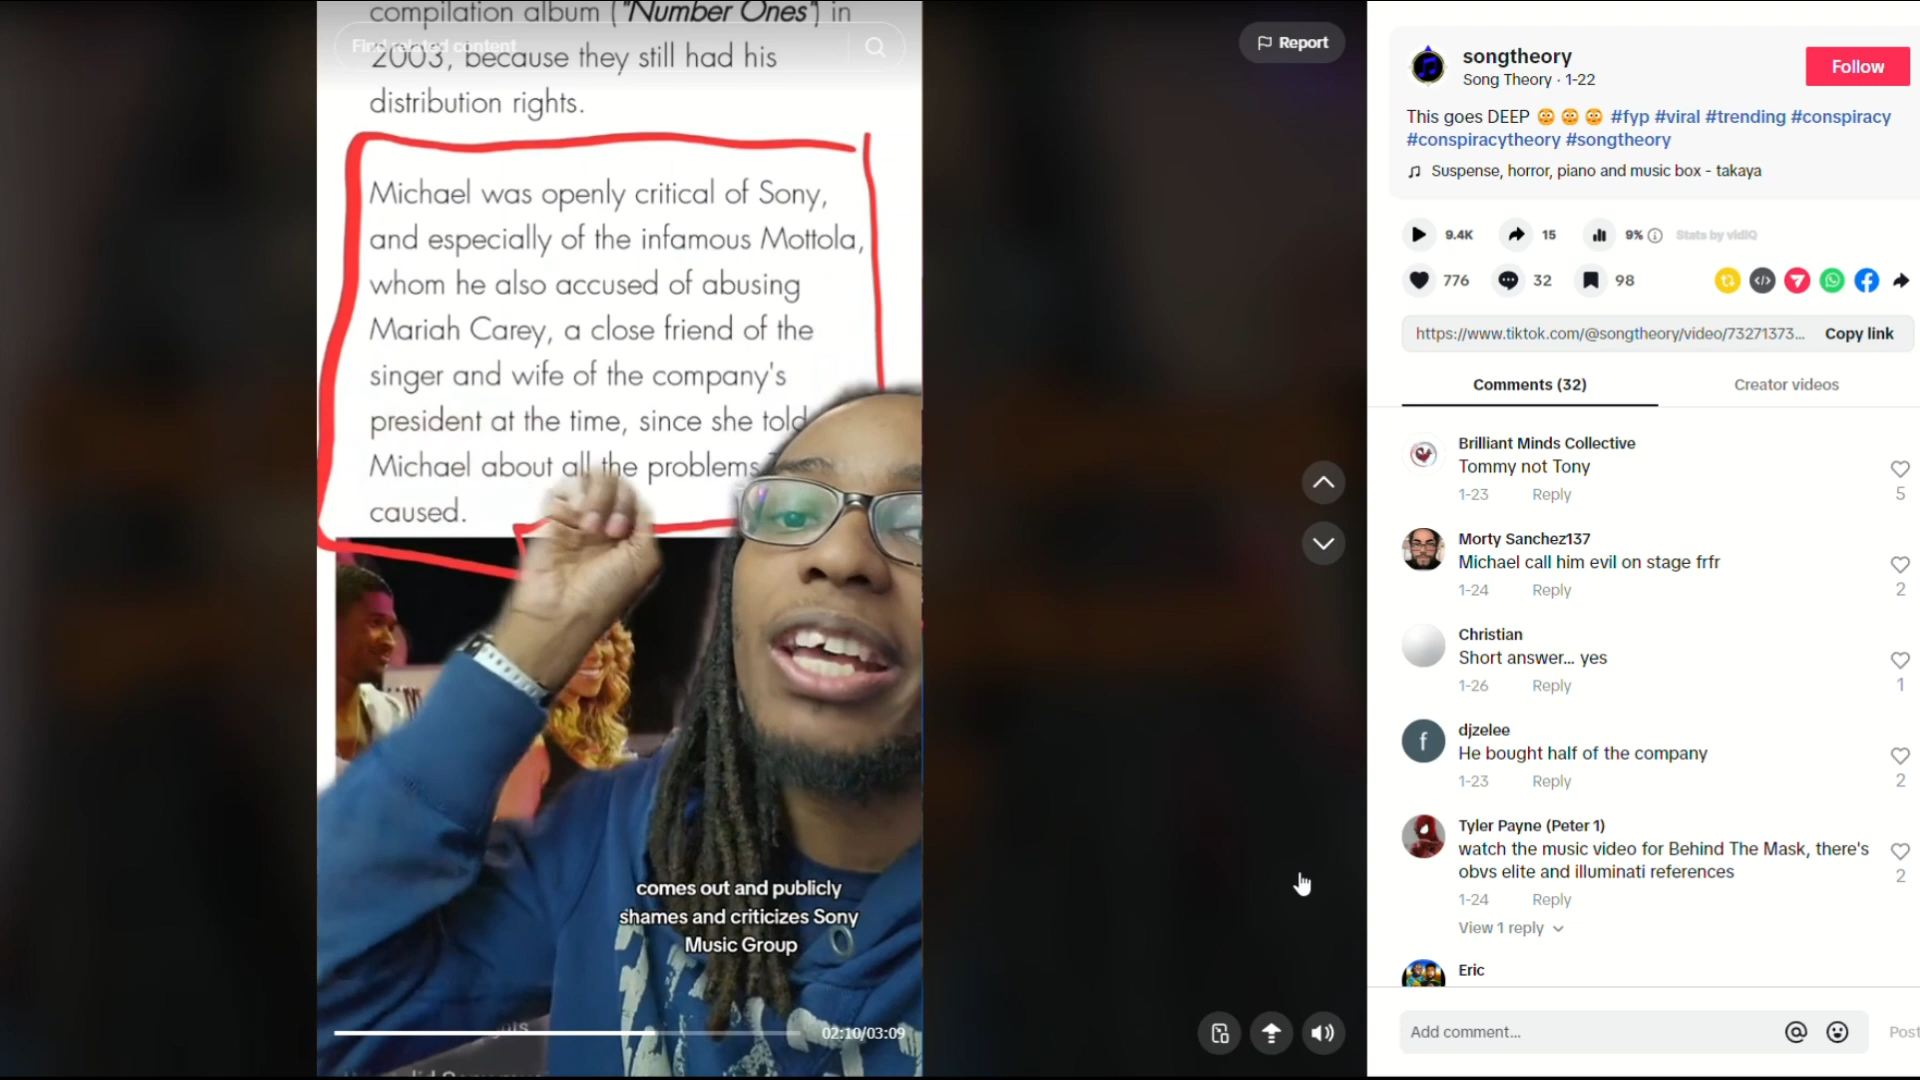 compilation album ("Number Ones") in
Find related content
2003, because they still had his
distribution rights.
Michael was openly critical of Sony,
and especially of the infamous Mottola,
whom he also accused of abusing
Mariah Carey, a close friend of the
singer and wife of the company's
president at the time, since she told
Michael about all the problems
caused.
comes out and publicly
shames and criticizes Sony
Music Group
02:10/03:09
Report
songtheory
Song Theory · 1-22
Follow
This goes DEEP 😳 😳 😳 #fyp #viral #trending #conspiracy
#conspiracytheory #songtheory
Suspense, horror, piano and music box - takaya
9.4K 15 9% Stats by vidIQ
776 32 98
https://www.tiktok.com/@songtheory/video/73271373... Copy link
Comments (32) Creator videos
Brilliant Minds Collective
Tommy not Tony
1-23 Reply 5
Morty Sanchez137
Michael call him evil on stage frfr
1-24 Reply 2
Christian
Short answer... yes
1-26 Reply 1
f
djzelee
He bought half of the company
1-23 Reply 2
Tyler Payne (Peter 1)
watch the music video for Behind The Mask, there's
obvs elite and illuminati references
2
1-24 Reply
View 1 reply
Eric
Add comment... @ Post